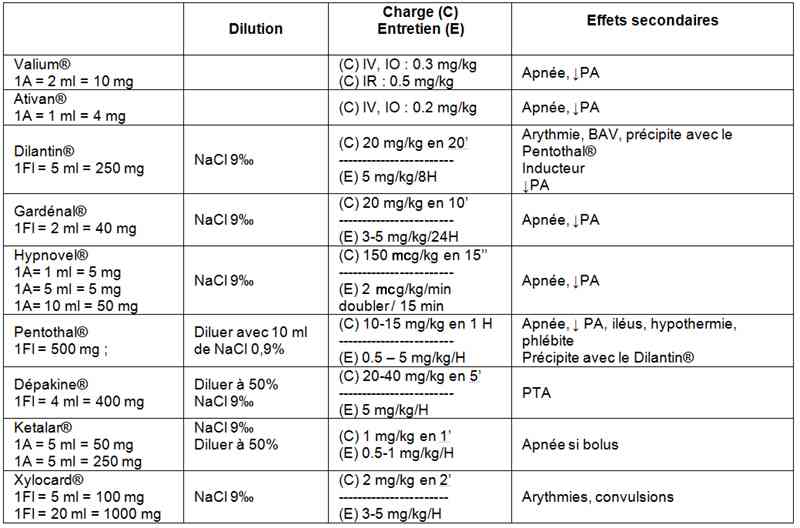 Dilution
Charge (C)
Entretien (E)
Effets secondaires
Valium®
1A = 2 ml = 10 mg
(C) IV, IO : 0.3 mg/kg
(C) IR : 0.5 mg/kg
Apnée, ↓PA
Ativan®
1A = 1 ml = 4 mg
(C) IV, IO : 0.2 mg/kg
Apnée, ↓PA
Dilantin®
1Fl = 5 ml = 250 mg
NaCl 9‰
(C) 20 mg/kg en 20'
------------------------
(E) 5 mg/kg/8H
Arythmie, BAV, précipite avec le
Pentothal®
Inducteur
↓PA
Gardénal®
1Fl = 2 ml = 40 mg
NaCl 9‰
(C) 20 mg/kg en 10'
------------------------
(E) 3-5 mg/kg/24H
Apnée, ↓PA
Hypnovel®
1A= 1 ml = 5 mg
1A= 5 ml = 5 mg
1A= 10 ml = 50 mg
NaCl 9‰
(C) 150 mcg/kg en 15''
------------------------
(E) 2 mcg/kg/min
doubler / 15 min
Apnée, ↓PA
Pentothal®
1Fl = 500 mg ;
Diluer avec 10 ml
de NaCl 0,9%
(C) 10-15 mg/kg en 1 H
------------------------
(E) 0.5 – 5 mg/kg/H
Apnée, ↓ PA, iléus, hypothermie,
phlébite
Précipite avec le Dilantin®
Dépakine®
1Fl = 4 ml = 400 mg
Diluer à 50%
NaCl 9‰
(C) 20-40 mg/kg en 5'
------------------------
(E) 5 mg/kg/H
PTA
Ketalar®
1A = 5 ml = 50 mg
1A = 5 ml = 250 mg
NaCl 9‰
Diluer à 50%
(C) 1 mg/kg en 1'
(E) 0.5-1 mg/kg/H
Apnée si bolus
Xylocard®
1Fl = 5 ml = 100 mg
1Fl = 20 ml = 1000 mg
NaCl 9‰
(C) 2 mg/kg en 2'
-----------------------
(E) 3-5 mg/kg/H
Arythmies, convulsions